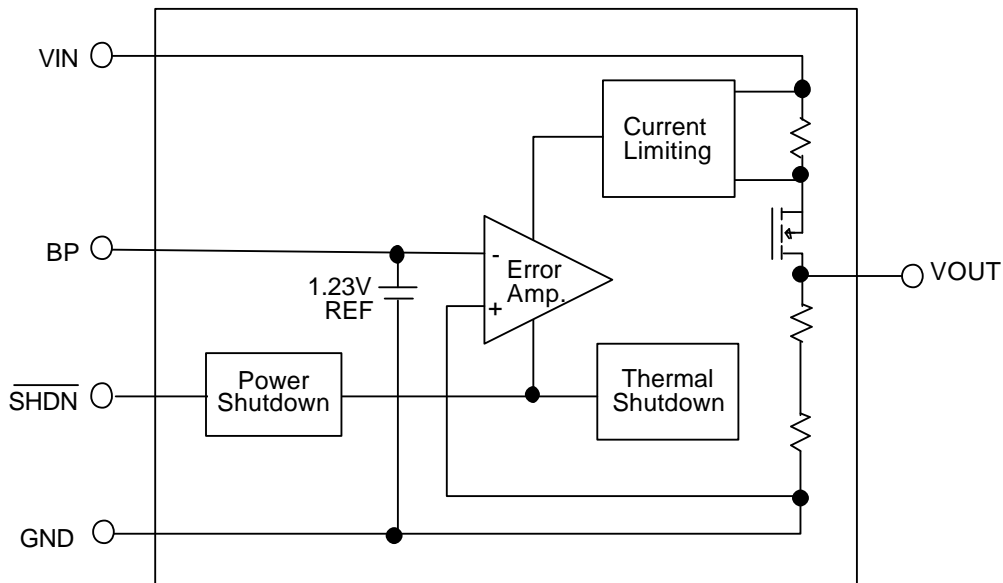 VIN
Current
Limiting
BP
-
Error
Amp.
+
1.23V
REF
VOUT
SHDN
Power
Shutdown
Thermal
Shutdown
GND